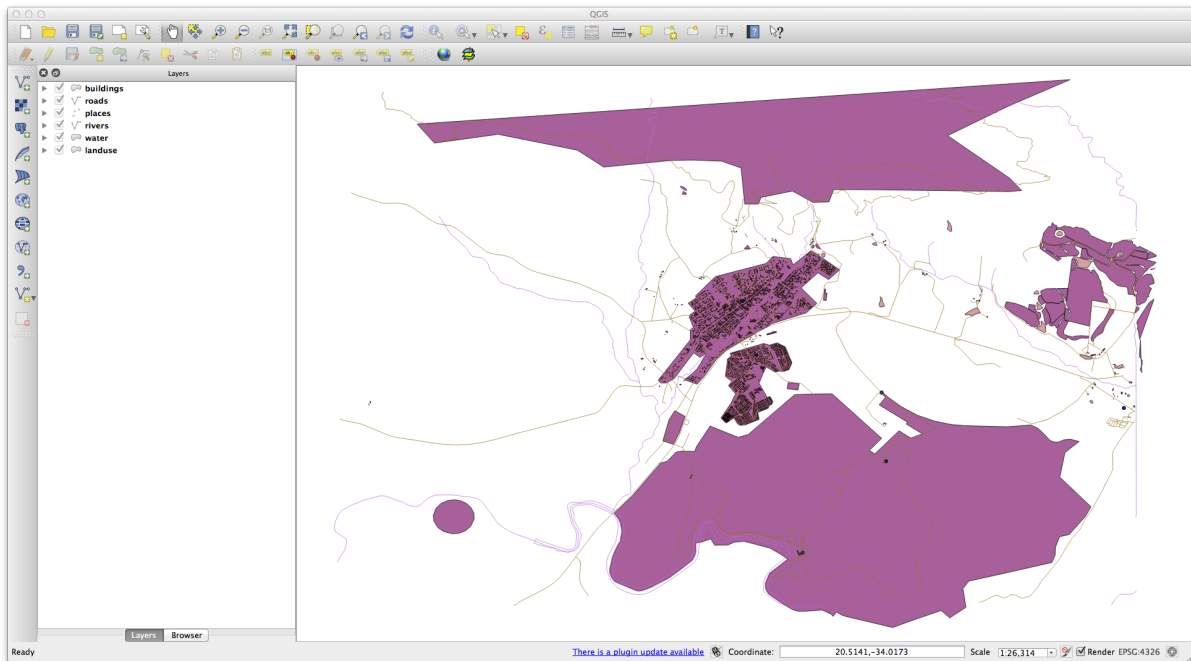 QGIS
Layers
buildings
roads
places
rivers
water
landuse
Layers
Browser
Ready
There is a plugin update available
Coordinate:
20.5141,-34.0173
Scale
1:26,314
Render
EPSG:4326